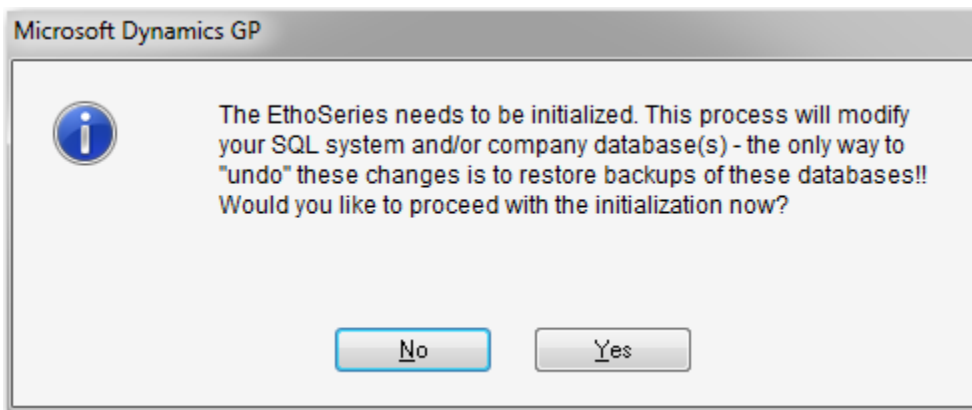 Microsoft Dynamics GP
The EthoSeries needs to be initialized. This process will modify
your SQL system and/or company database(s) - the only way to
"undo" these changes is to restore backups of these databases!!
Would you like to proceed with the initialization now?
No Yes